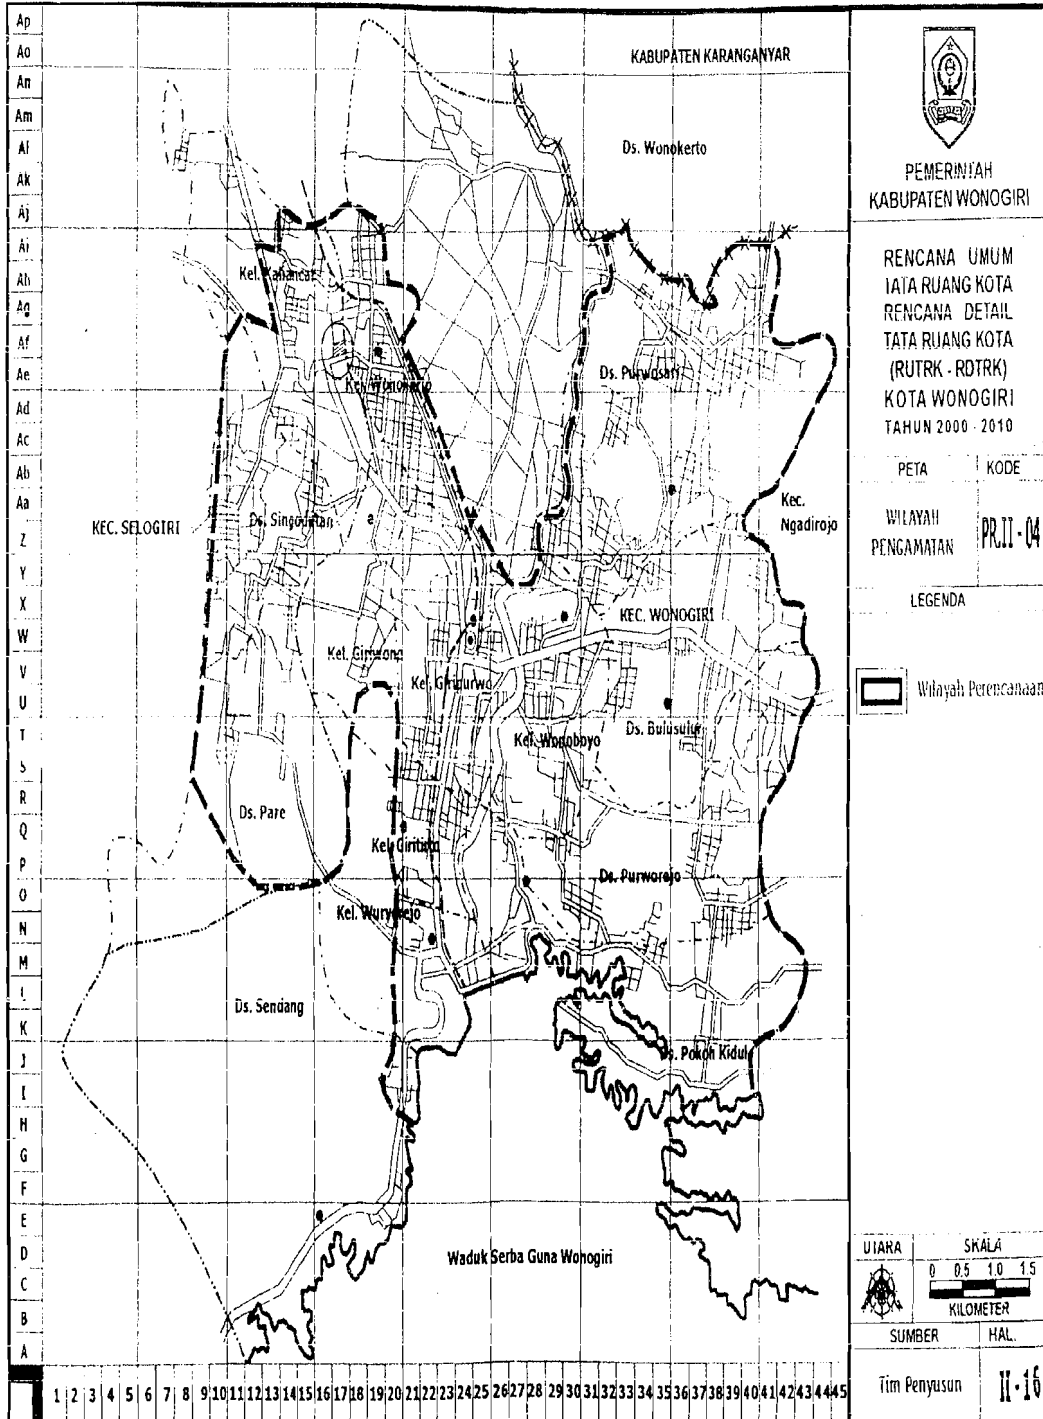 Ap
Ao
An
Am
Al
Ak
Aj
Ai
Ah
Ag
Af
Ae
Ad
Ac
Ab
Aa
Z
Y
X
W
V
U
T
S
R
Q
P
O
N
M
L
K
J
I
H
G
F
E
D
C
B
A
1 2 3 4 5 6 7 8 9 10 11 12 13 14 15 16 17 18 19 20 21 22 23 24 25 26 27 28 29 30 31 32 33 34 35 36 37 38 39 40 41 42 43 44 45
KABUPATEN KARANGANYAR
Ds. Wonokerto
Kel. Wonokarjo
Ds. Purwosari
KEC. SELOGIRI
Kec.
Ngadirojo
KEC. WONOGIRI
Kel. Giriwono
Kel. Giripurwo
Kel. Wonoboyo
Ds. Bulusulur
Ds. Pare
Kel. Giritirto
Ds. Purworejo
Kel. Wuryorejo
Ds. Sendang
Ds. Pokoh Kidul
Waduk Serba Guna Wonogiri
PEMERINTAH
KABUPATEN WONOGIRI
RENCANA UMUM
TATA RUANG KOTA
RENCANA DETAIL
TATA RUANG KOTA
(RUTRK - RDTRK)
KOTA WONOGIRI
TAHUN 2000 - 2010
PETA KODE
WILAYAH
PENGAMATAN
PR.II - 04
LEGENDA
Wilayah Perencanaan
UTARA SKALA
0 0.5 1.0 1.5
KILOMETER
SUMBER HAL.
Tim Penyusun II-16